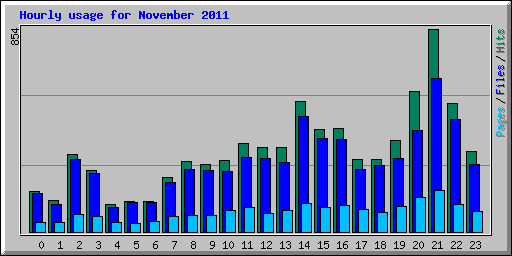 Hourly usage for November 2011
854
Pages/Files/Hits
0 1 2 3 4 5 6 7 8 9 10 11 12 13 14 15 16 17 18 19 20 21 22 23